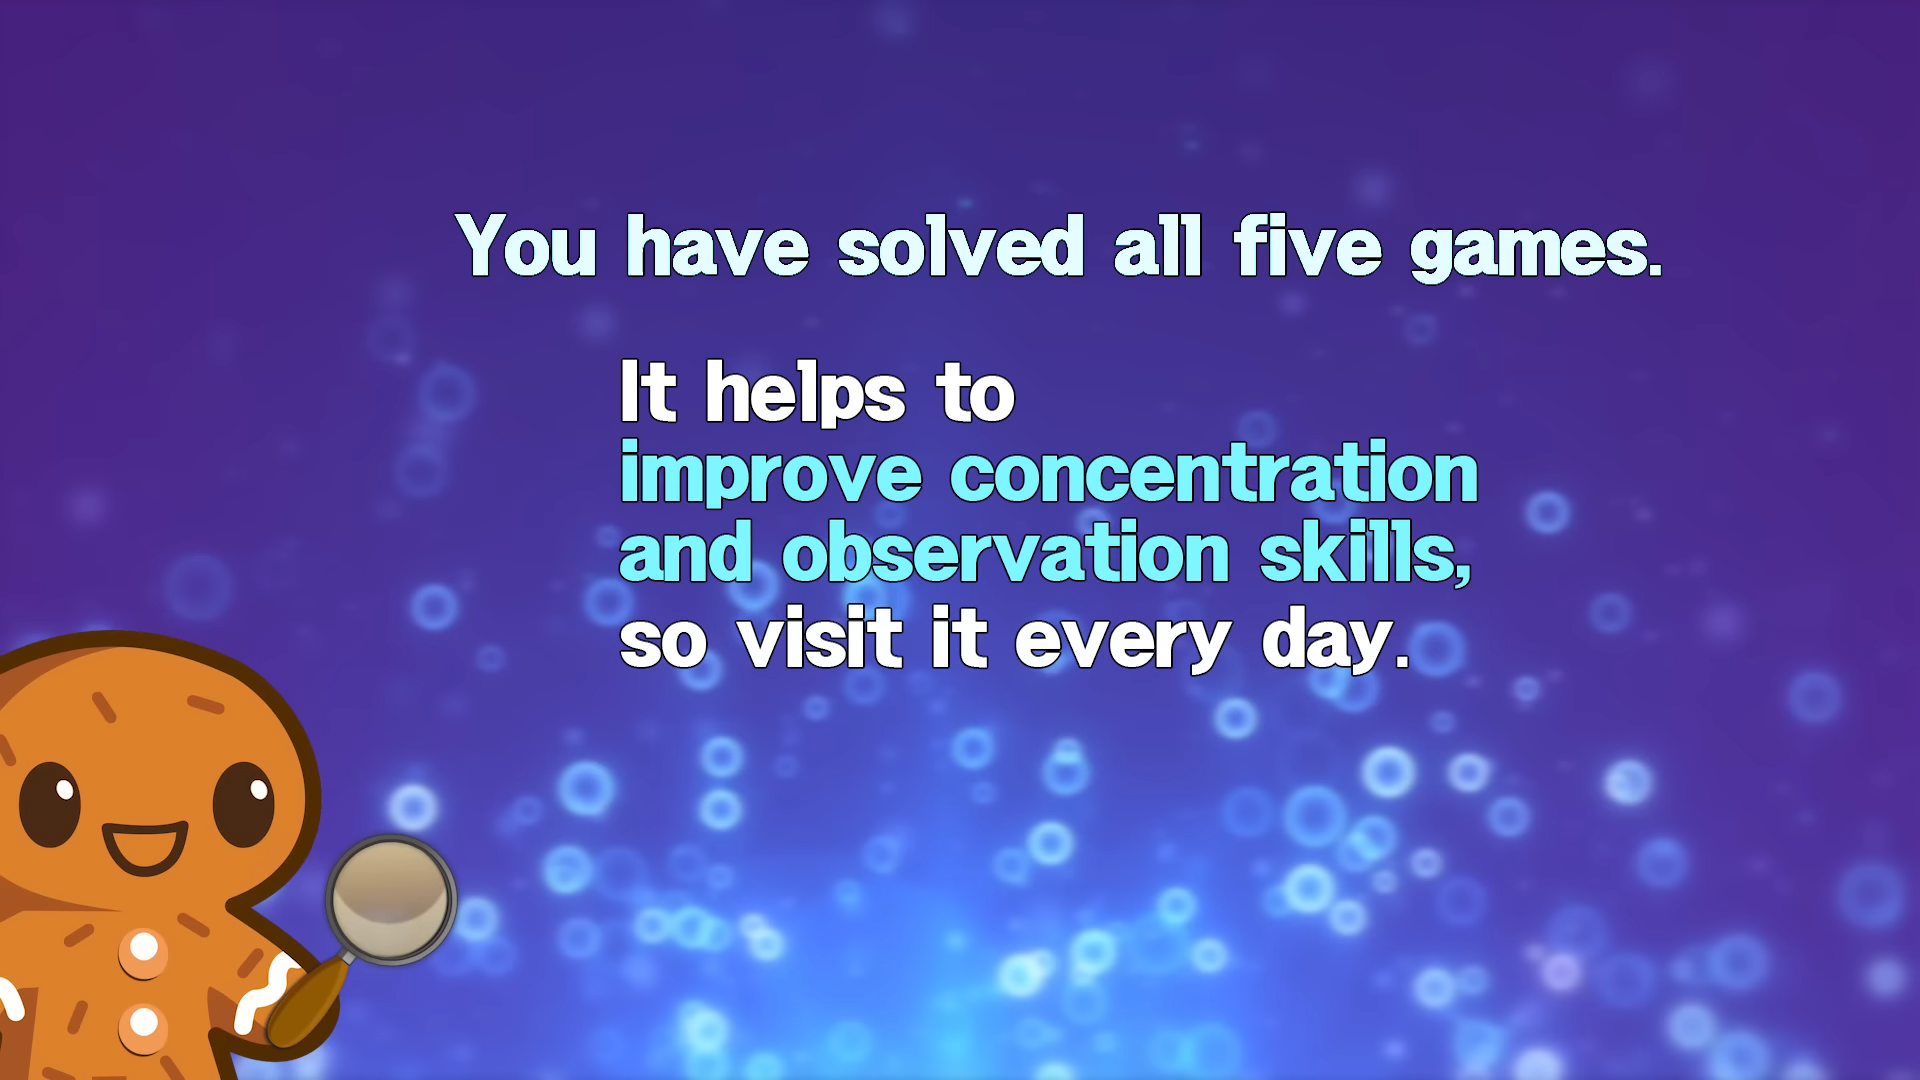 You have solved all five games.
It helps to
improve concentration
and observation skills,
so visit it every day.